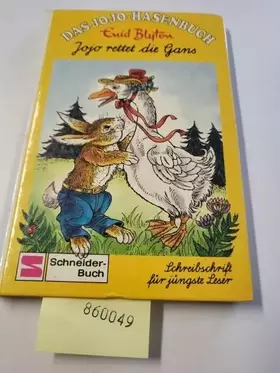 DAS JOJO-HASENBUCH
Enid Blyton
Jojo rettet die Gans
Schneider-
Buch
Schreibschrift
für jüngste Leser
860049